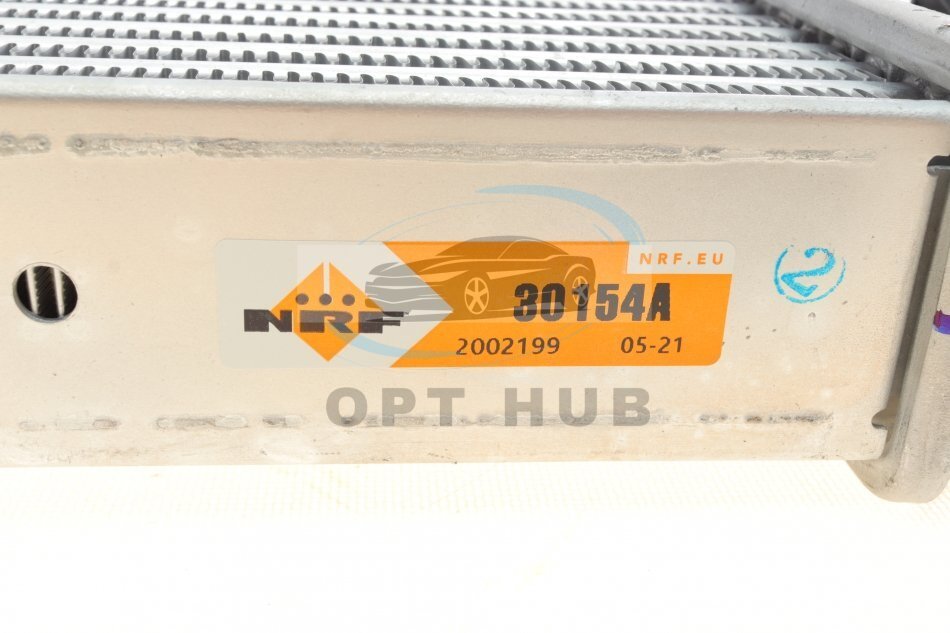 NRF.EU
NRF
30154A
2002199 05-21
2
OPT HUB